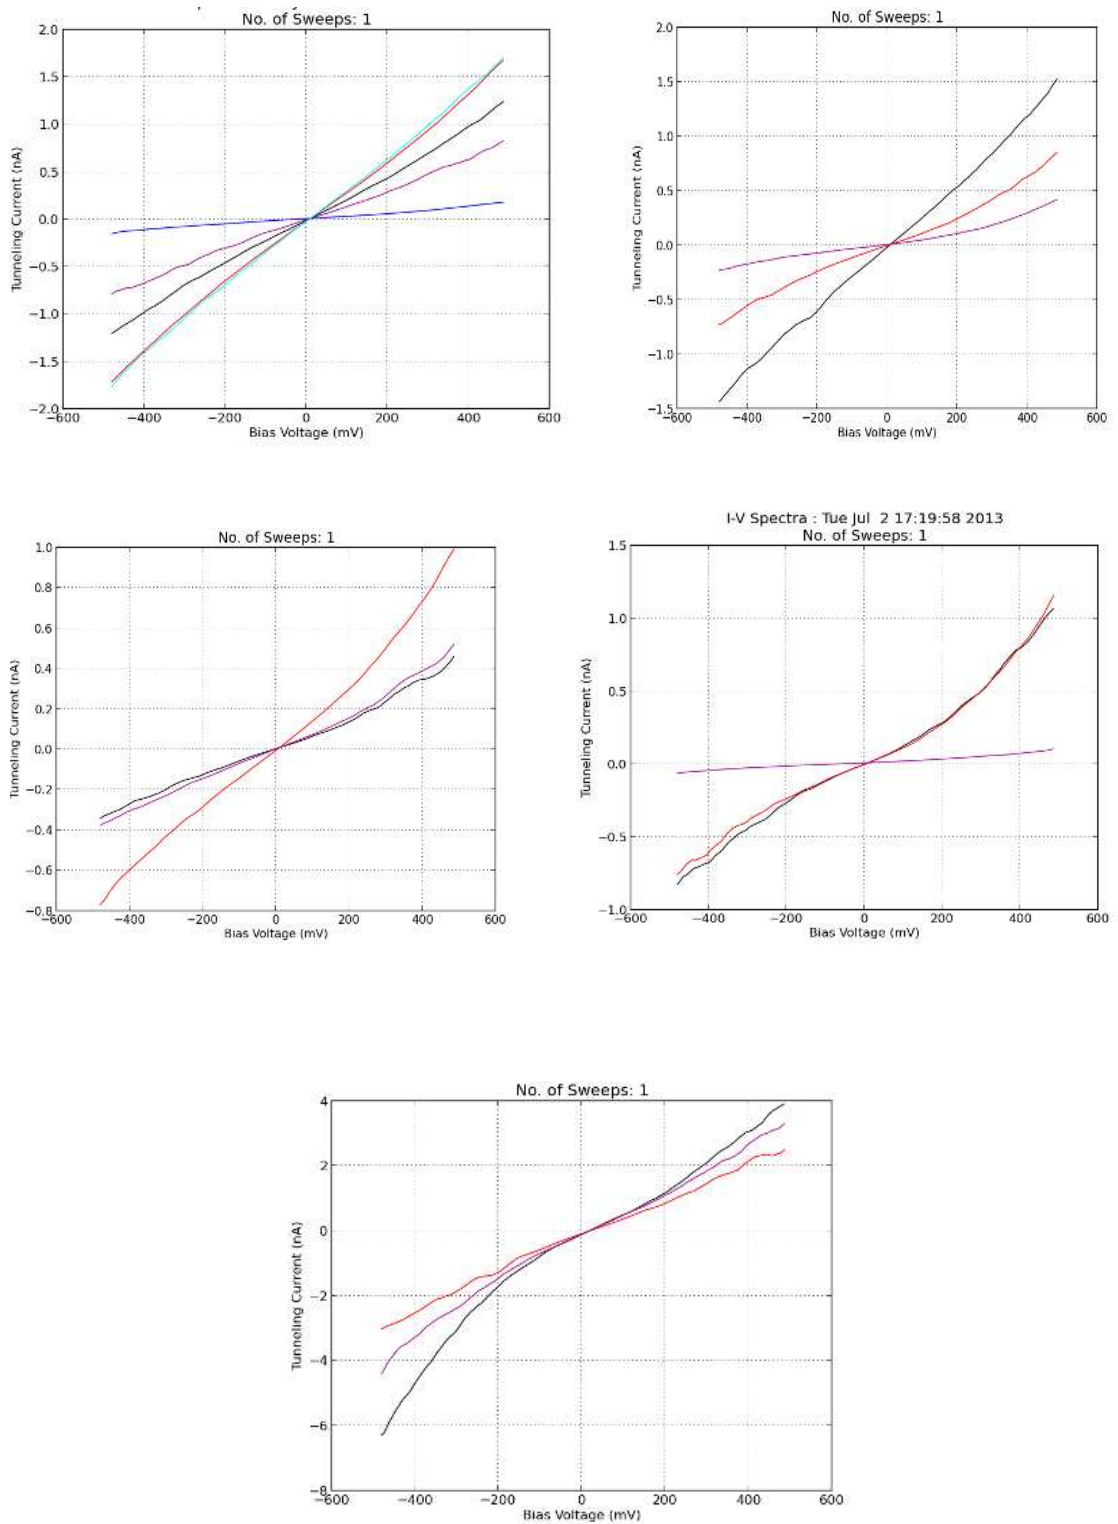 No. of Sweeps: 1
2.0
1.5
1.0
0.5
0.0
−0.5
−1.0
−1.5
−2.0
−600 −400 −200 0 200 400 600
Tunneling Current (nA)
Bias Voltage (mV)
No. of Sweeps: 1
2.0
1.5
1.0
0.5
0.0
−0.5
−1.0
−1.5
−600 −400 −200 0 200 400 600
Tunneling Current (nA)
Bias Voltage (mV)
No. of Sweeps: 1
1.0
0.8
0.6
0.4
0.2
0.0
−0.2
−0.4
−0.6
−0.8
−600 −400 −200 0 200 400 600
Tunneling Current (nA)
Bias Voltage (mV)
I-V Spectra : Tue Jul 2 17:19:58 2013
No. of Sweeps: 1
1.5
1.0
0.5
0.0
−0.5
−1.0
−600 −400 −200 0 200 400 600
Tunneling Current (nA)
Bias Voltage (mV)
No. of Sweeps: 1
4
2
0
−2
−4
−6
−8
−600 −400 −200 0 200 400 600
Tunneling Current (nA)
Bias Voltage (mV)